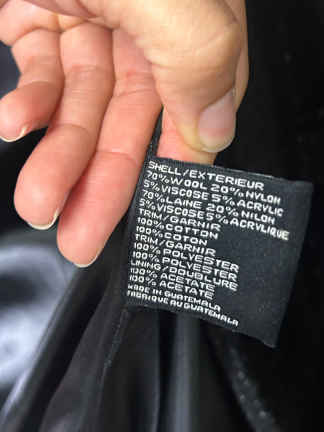 SHELL/EXTERIEUR
70% WOOL 20% NYLON
5% VISCOSE 5% ACRYLIC
70% LAINE 20% NILOH
5% VISCOSE 5% ACRYLIQUE
TRIM/GARNIR
100% COTTON
100% COTON
TRIM/GARNIR
100% POLYESTER
100% POLYESTER
LINING/DOUBLURE
100% ACETATE
100% ACETATE
MADE IN GUATEMALA
FABRIQUE AU GUATEMALA